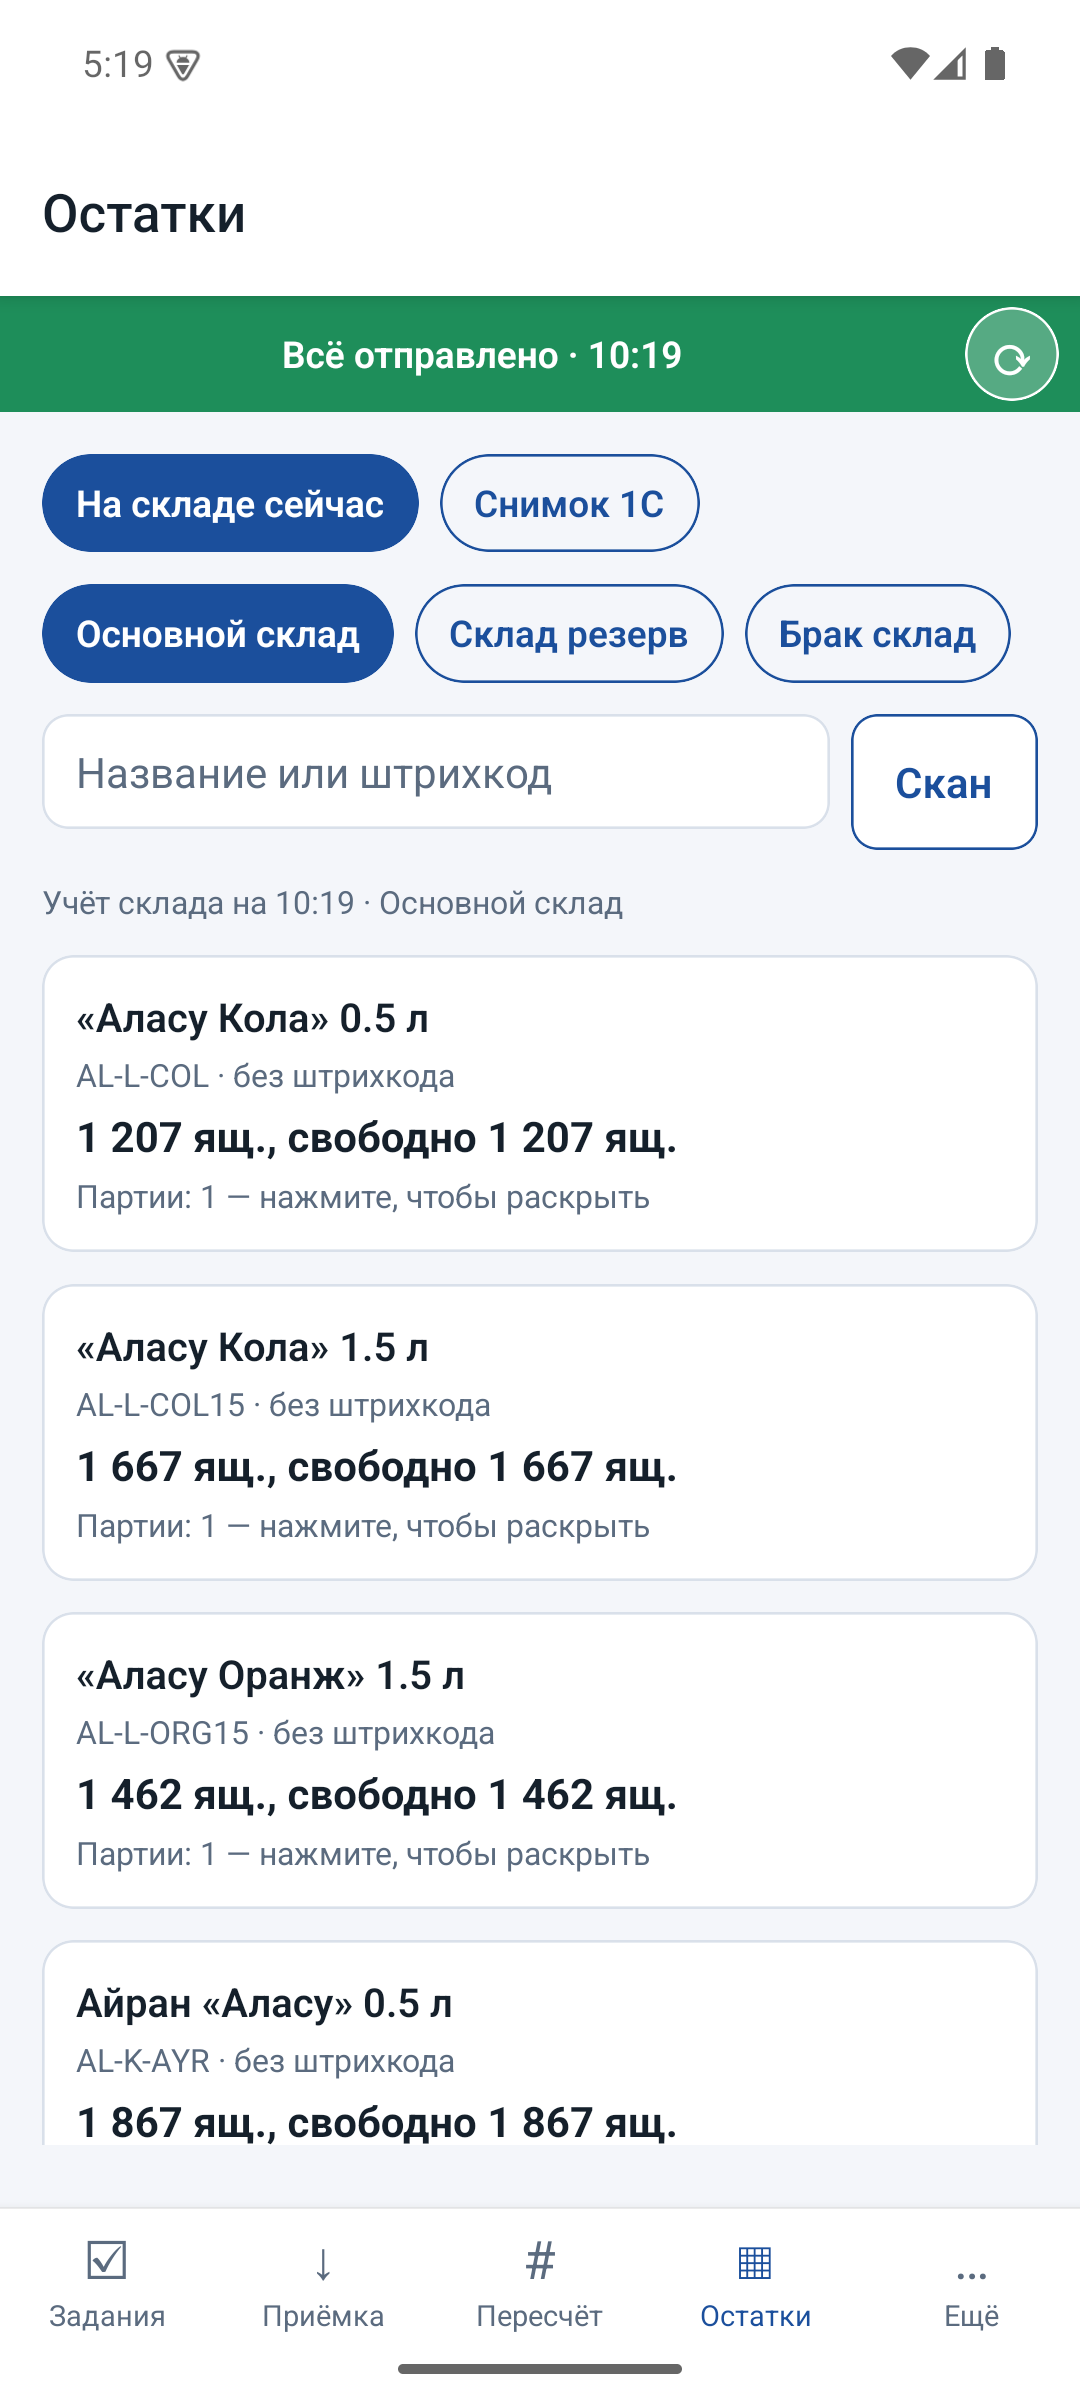 5:19
Остатки
Всё отправлено · 10:19
На складе сейчас
Снимок 1С
Основной склад
Склад резерв
Брак склад
Название или штрихкод
Скан
Учёт склада на 10:19 · Основной склад
«Аласу Кола» 0.5 л
AL-L-COL · без штрихкода
1 207 ящ., свободно 1 207 ящ.
Партии: 1 — нажмите, чтобы раскрыть
«Аласу Кола» 1.5 л
AL-L-COL15 · без штрихкода
1 667 ящ., свободно 1 667 ящ.
Партии: 1 — нажмите, чтобы раскрыть
«Аласу Оранж» 1.5 л
AL-L-ORG15 · без штрихкода
1 462 ящ., свободно 1 462 ящ.
Партии: 1 — нажмите, чтобы раскрыть
Айран «Аласу» 0.5 л
AL-K-AYR · без штрихкода
1 867 ящ., свободно 1 867 ящ.
Задания
Приёмка
Пересчёт
Остатки
Ещё